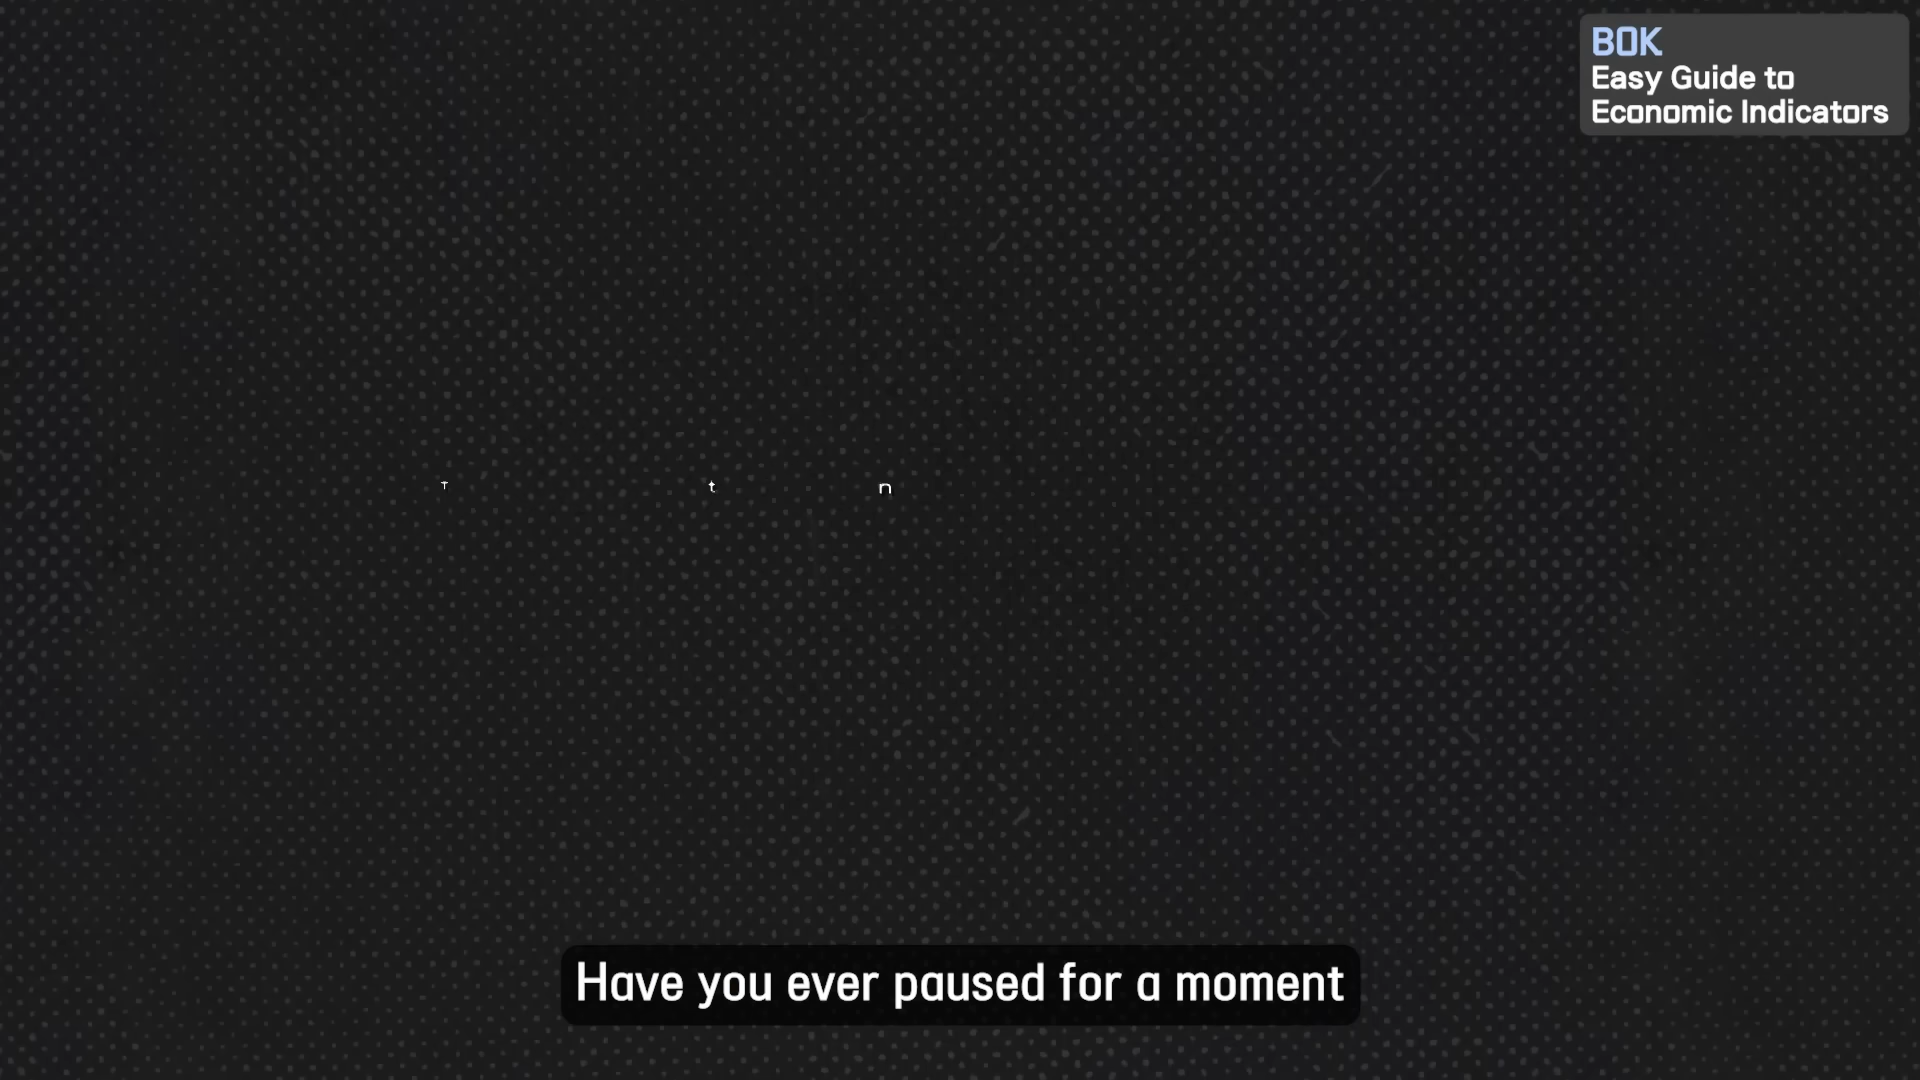 BOK
Easy Guide to
Economic Indicators
T t n
Have you ever paused for a moment